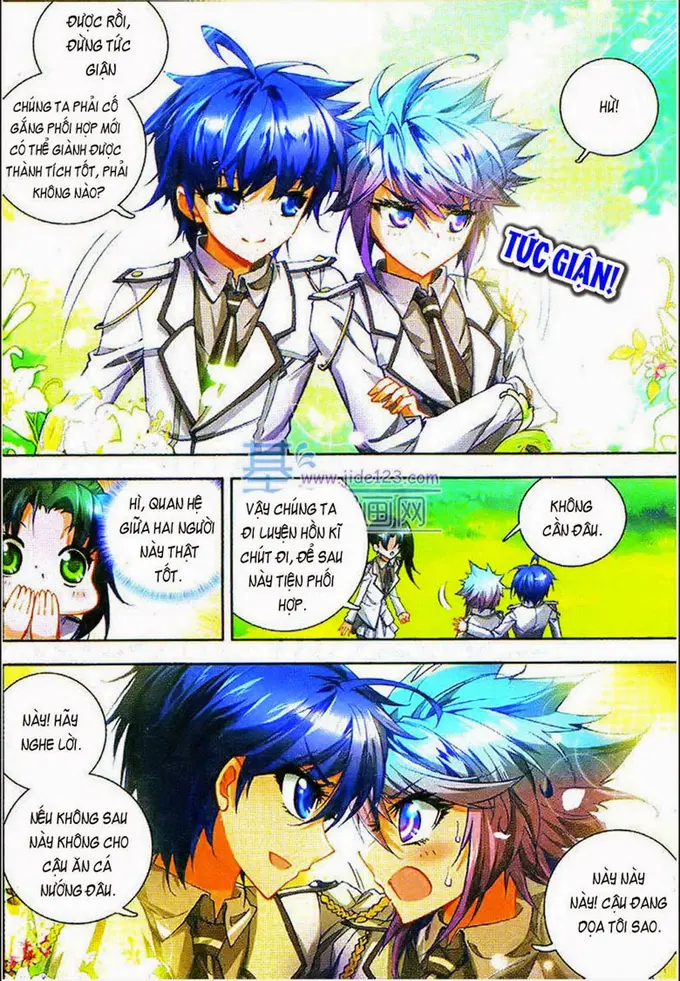 ĐƯỢC RỒI,
ĐỪNG TỨC
GIẬN
CHÚNG TA PHẢI CỐ
GẮNG PHỐI HỢP MỚI
CÓ THỂ GIÀNH ĐƯỢC
THÀNH TÍCH TỐT, PHẢI
KHÔNG NÀO?
HỪ!
TỨC GIẬN!
基
www.jide123.com
画网
HÌ, QUAN HỆ
GIỮA HAI NGƯỜI
NÀY THẬT
TỐT.
VẬY CHÚNG TA
ĐI LUYỆN HỒN KĨ
CHÚT ĐI, ĐỂ SAU
NÀY TIỆN PHỐI
HỢP.
KHÔNG
CẦN ĐÂU.
NÀY! HÃY
NGHE LỜI.
NẾU KHÔNG SAU
NÀY KHÔNG CHO
CẬU ĂN CÁ
NƯỚNG ĐÂU.
NÀY NÀY
NÀY! CẬU ĐANG
DỌA TÔI SAO.